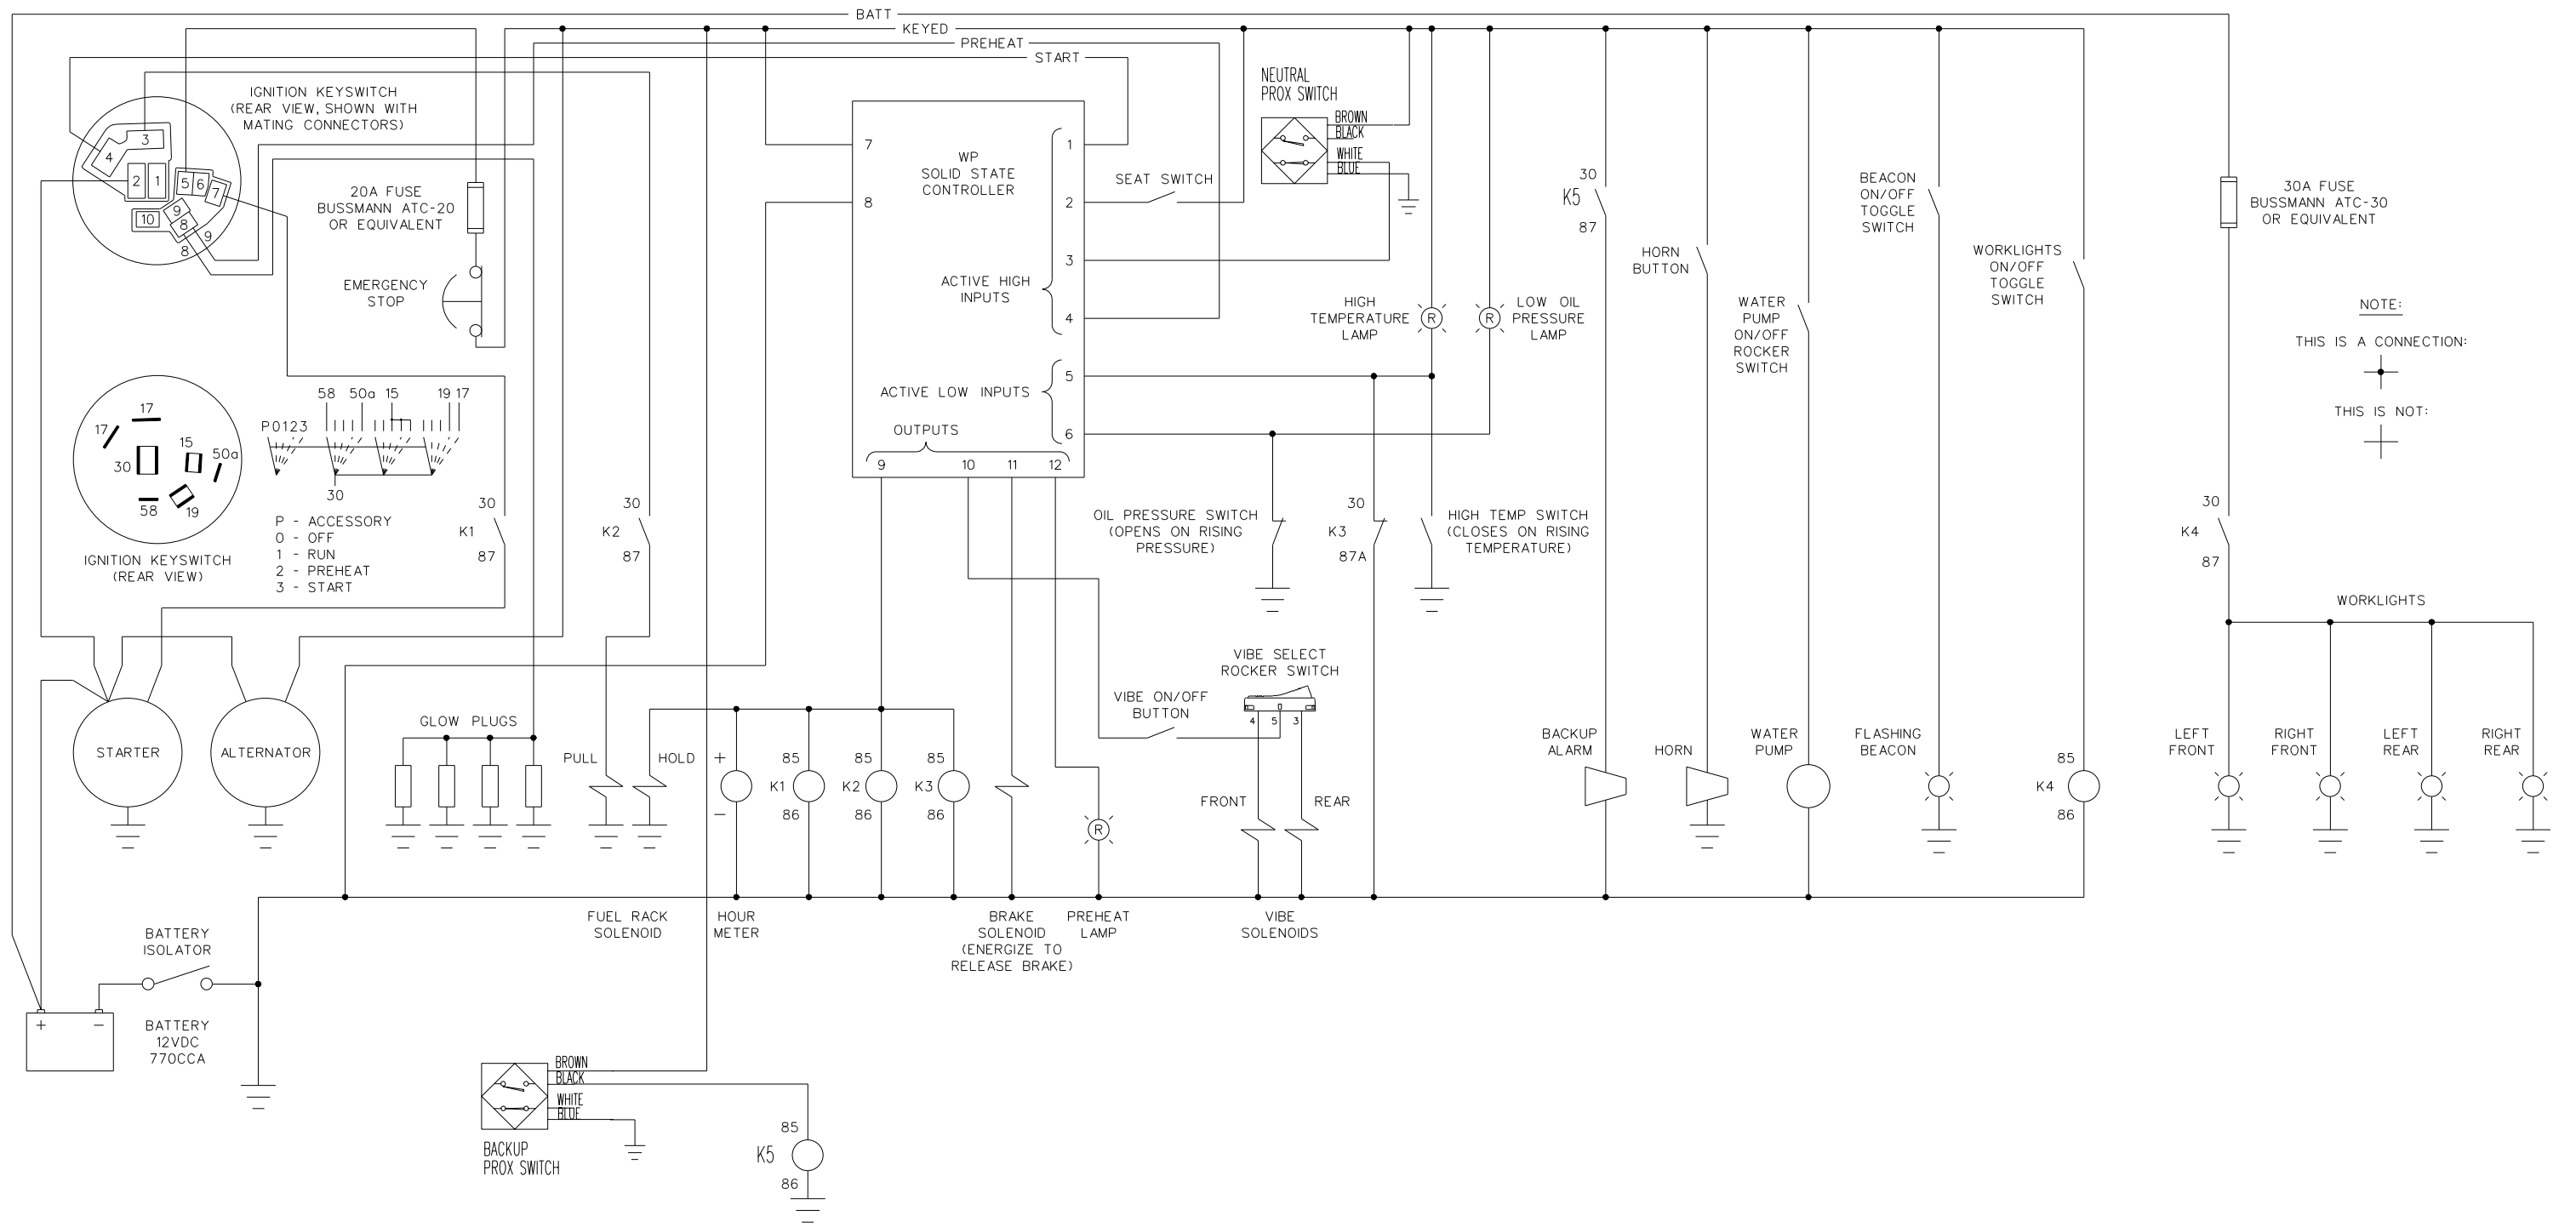 BATT
KEYED
PREHEAT
START
IGNITION KEYSWITCH
(REAR VIEW, SHOWN WITH
MATING CONNECTORS)
3
4
2
1
5
6
7
9
8
10
9
8
20A FUSE
BUSSMANN ATC-20
OR EQUIVALENT
EMERGENCY
STOP
17
17
15
50a
30
58
19
IGNITION KEYSWITCH
(REAR VIEW)
P0123
58
50a
15
19
17
30
P - ACCESSORY
0 - OFF
1 - RUN
2 - PREHEAT
3 - START
30
K1
87
30
K2
87
7
8
WP
SOLID STATE
CONTROLLER
1
2
3
4
5
6
ACTIVE HIGH
INPUTS
ACTIVE LOW INPUTS
OUTPUTS
9
10
11
12
SEAT SWITCH
NEUTRAL
PROX SWITCH
BROWN
BLACK
WHITE
BLUE
HIGH
TEMPERATURE
LAMP
R
R
LOW OIL
PRESSURE
LAMP
OIL PRESSURE SWITCH
(OPENS ON RISING
PRESSURE)
30
K3
87A
HIGH TEMP SWITCH
(CLOSES ON RISING
TEMPERATURE)
30
K5
87
HORN
BUTTON
WATER
PUMP
ON/OFF
ROCKER
SWITCH
BEACON
ON/OFF
TOGGLE
SWITCH
WORKLIGHTS
ON/OFF
TOGGLE
SWITCH
30A FUSE
BUSSMANN ATC-30
OR EQUIVALENT
NOTE:
THIS IS A CONNECTION:
THIS IS NOT:
30
K4
87
WORKLIGHTS
STARTER
ALTERNATOR
GLOW PLUGS
PULL
HOLD
+
−
85
K1
86
85
K2
86
85
K3
86
R
VIBE ON/OFF
BUTTON
VIBE SELECT
ROCKER SWITCH
4
5
3
FRONT
REAR
BACKUP
ALARM
HORN
WATER
PUMP
FLASHING
BEACON
85
K4
86
LEFT
FRONT
RIGHT
FRONT
LEFT
REAR
RIGHT
REAR
FUEL RACK
SOLENOID
HOUR
METER
BRAKE
SOLENOID
(ENERGIZE TO
RELEASE BRAKE)
PREHEAT
LAMP
VIBE
SOLENOIDS
BATTERY
ISOLATOR
+
−
BATTERY
12VDC
770CCA
BROWN
BLACK
WHITE
BLUE
BACKUP
PROX SWITCH
85
K5
86